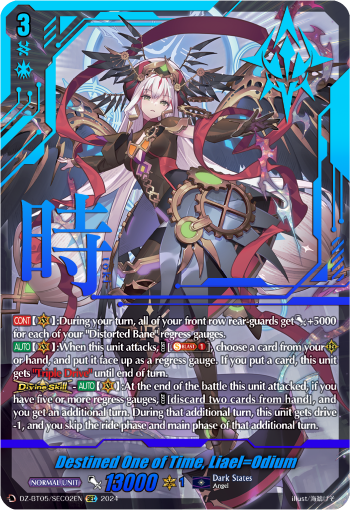 3
時
CONT【】:During your turn, all of your front row rear-guards get +5000
for each of your "Distorted Bane" regress gauges.
AUTO【】:When this unit attacks, BLAST 1, choose a card from your
or hand, and put it face up as a regress gauge. If you put a card, this unit
gets "Triple Drive" until end of turn.
Divine Skill - AUTO【】:At the end of the battle this unit attacked, if you
have five or more regress gauges, [discard two cards from hand], and
you get an additional turn. During that additional turn, this unit gets drive
-1, and you skip the ride phase and main phase of that additional turn.
Destined One of Time, Liael=Odium
NORMAL UNIT 13000 1 Dark States
Angel
DZ-BT05/SEC02EN 2024 illust/海鵜げそ